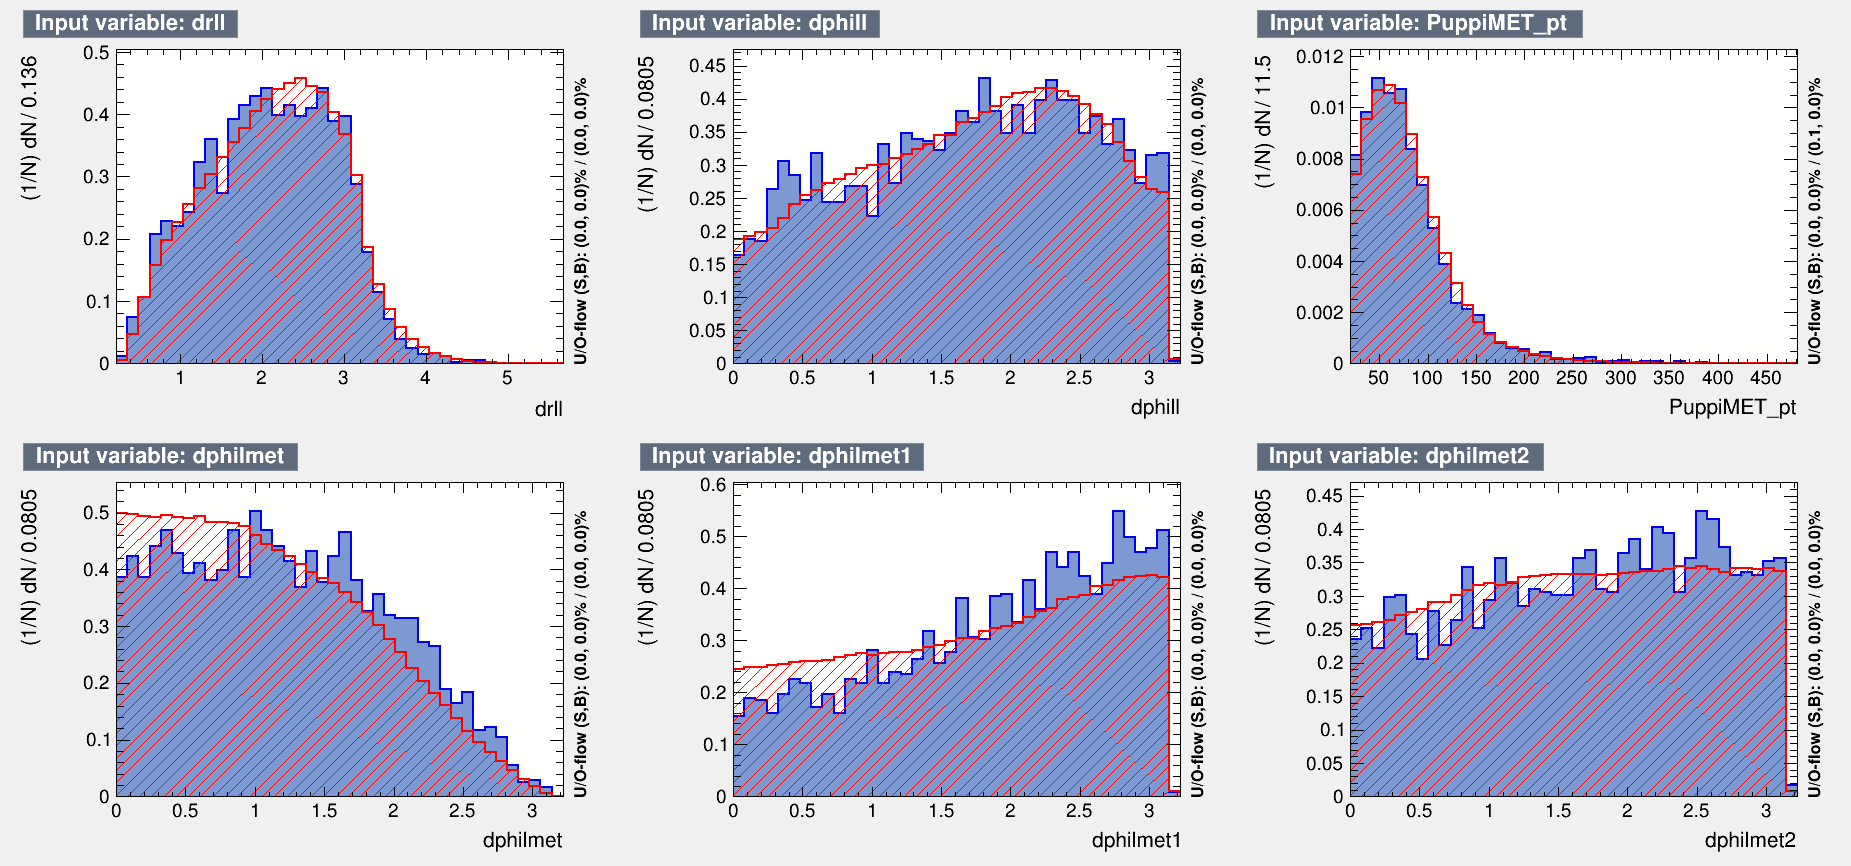 Input variable: drll
(1/N) dN / 0.136
0.5
0.4
0.3
0.2
0.1
0
1
2
3
4
5
drll
U/O-flow (S,B): (0.0, 0.0)% / (0.0, 0.0)%
Input variable: dphill
(1/N) dN / 0.0805
0.45
0.4
0.35
0.3
0.25
0.2
0.15
0.1
0.05
0
0 0.5 1 1.5 2 2.5 3
dphill
U/O-flow (S,B): (0.0, 0.0)% / (0.0, 0.0)%
Input variable: PuppiMET_pt
(1/N) dN / 11.5
0.012
0.01
0.008
0.006
0.004
0.002
0
50 100 150 200 250 300 350 400 450
PuppiMET_pt
U/O-flow (S,B): (0.0, 0.0)% / (0.1, 0.0)%
Input variable: dphilmet
(1/N) dN / 0.0805
0.5
0.4
0.3
0.2
0.1
0
0 0.5 1 1.5 2 2.5 3
dphilmet
U/O-flow (S,B): (0.0, 0.0)% / (0.0, 0.0)%
Input variable: dphilmet1
(1/N) dN / 0.0805
0.6
0.5
0.4
0.3
0.2
0.1
0
0 0.5 1 1.5 2 2.5 3
dphilmet1
U/O-flow (S,B): (0.0, 0.0)% / (0.0, 0.0)%
Input variable: dphilmet2
(1/N) dN / 0.0805
0.45
0.4
0.35
0.3
0.25
0.2
0.15
0.1
0.05
0
0 0.5 1 1.5 2 2.5 3
dphilmet2
U/O-flow (S,B): (0.0, 0.0)% / (0.0, 0.0)%